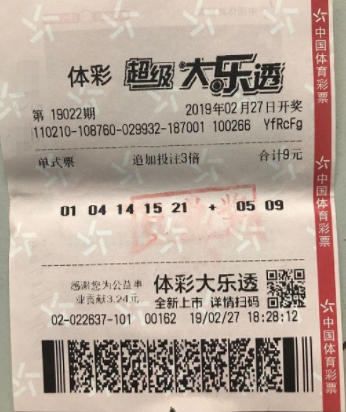 体彩 超级大乐透
第 19022期 2019年02月27日开奖
110210-108760-029932-187001 100266 YfRcFg
单式票 追加投注3倍 合计9元
01 04 14 15 21 + 05 09
感谢您为公益事
业贡献3.24元
体彩大乐透
全新上市 详情扫码
02-022637-101 00162 19/02/27 18:28:12
中国体育彩票
中国体育彩票
中国体育彩票